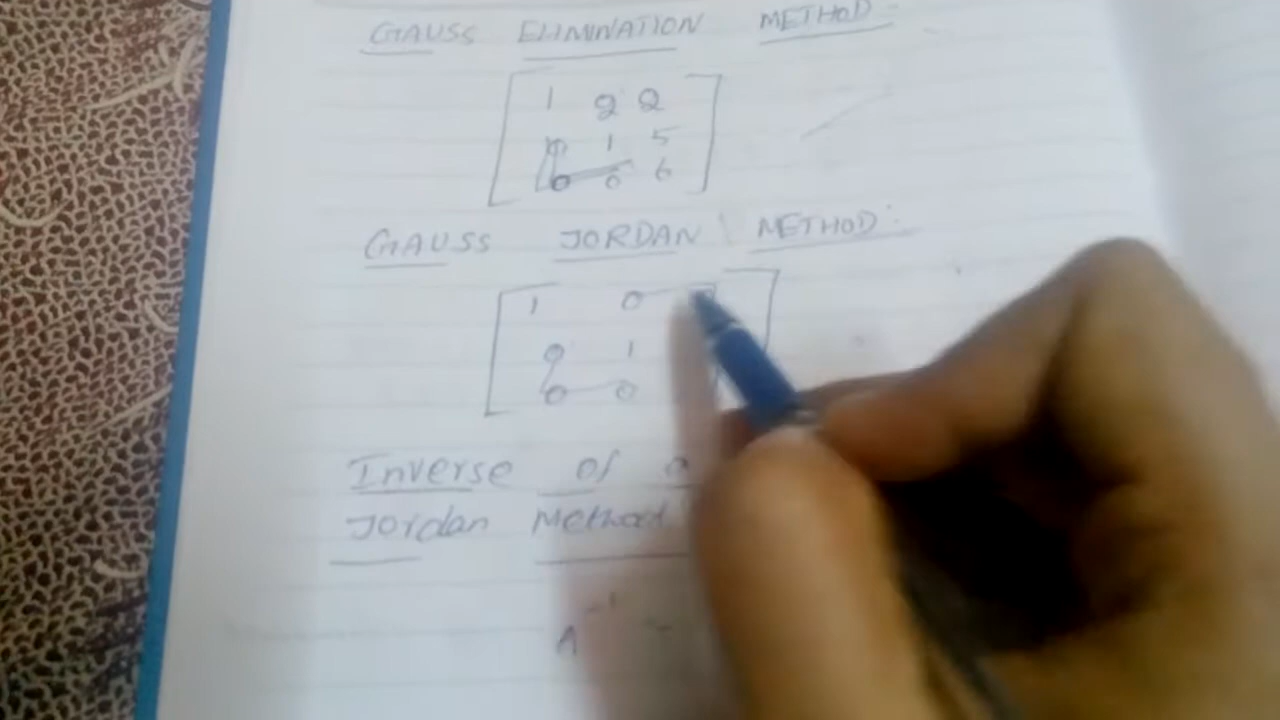 GAUSS ELIMINATION METHOD-
1 2 2
0 1 5
0 0 6
GAUSS JORDAN METHOD:
1 0
0 1
0 0
Inverse of a
Jordan Method
A⁻¹